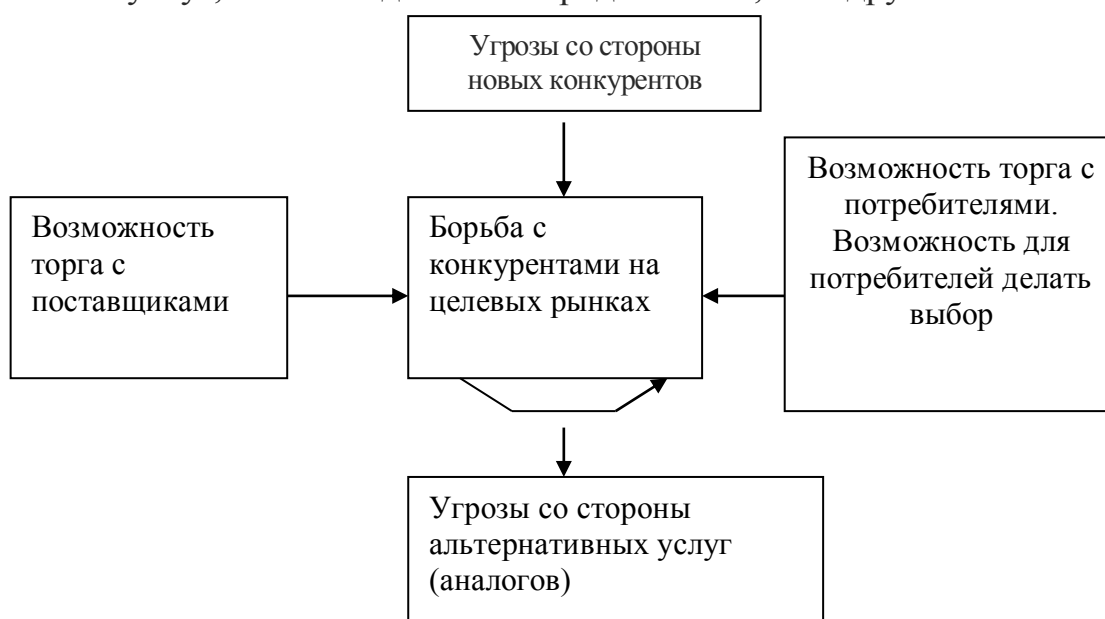 Угрозы со стороны
новых конкурентов
Возможность
торга с
поставщиками
Борьба с
конкурентами на
целевых рынках
Возможность торга с
потребителями.
Возможность для
потребителей делать
выбор
Угрозы со стороны
альтернативных услуг
(аналогов)